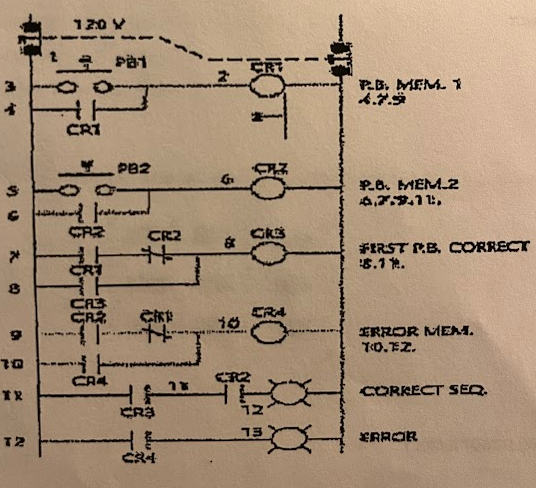 120 V
1 PB1
3 2 CR1 P.B. MEM. 1
4 4,7,9
CR1
PB2
5 6 CR2 P.B. MEM.2
6 6,7,9,11,
CR2
7 CR2 8 CR3 FIRST P.B. CORRECT
CR1 8,11,
8
CR3
CR2 CR1 CR4
9 10 ERROR MEM.
10 10,12,
CR4
11 11 CR2 CORRECT SEQ.
CR3 12
12 13 ERROR
CR4